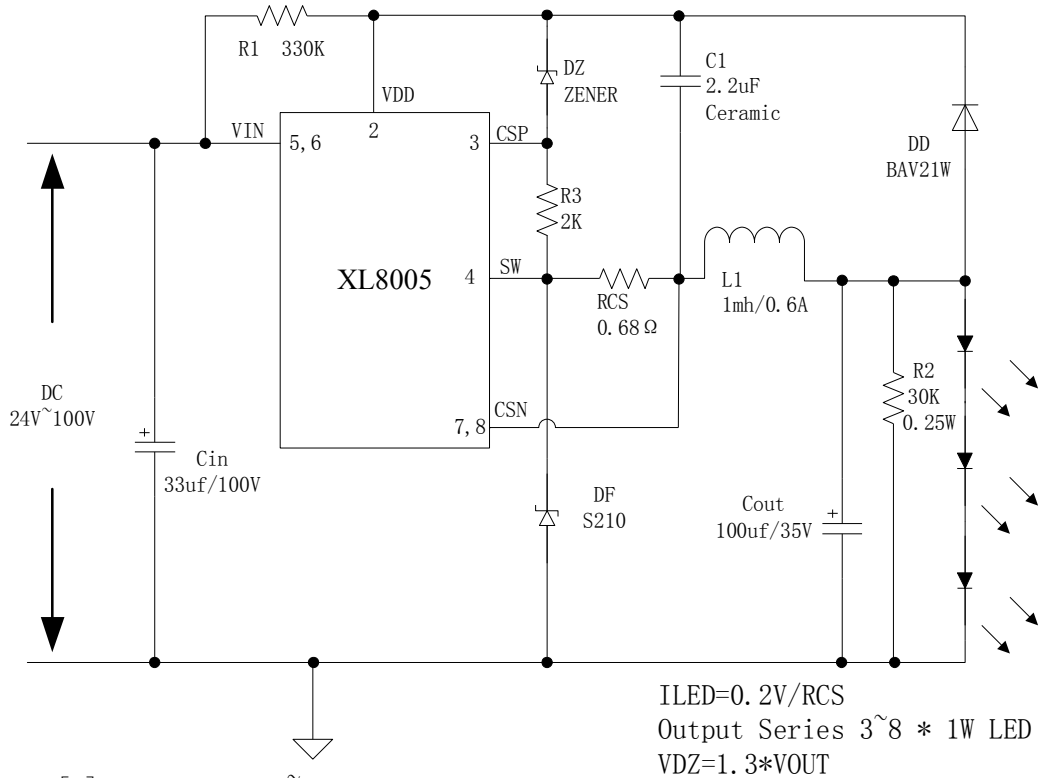 R1 330K
VDD
DZ
ZENER
C1
2.2uF
Ceramic
DD
BAV21W
VIN
5,6
2
3
CSP
R3
2K
XL8005
4
SW
RCS
0.68Ω
L1
1mh/0.6A
DC
24V~100V
7,8
CSN
R2
30K
0.25W
+
Cin
33uf/100V
DF
S210
Cout
100uf/35V
+
ILED=0.2V/RCS
Output Series 3~8 * 1W LED
VDZ=1.3*VOUT